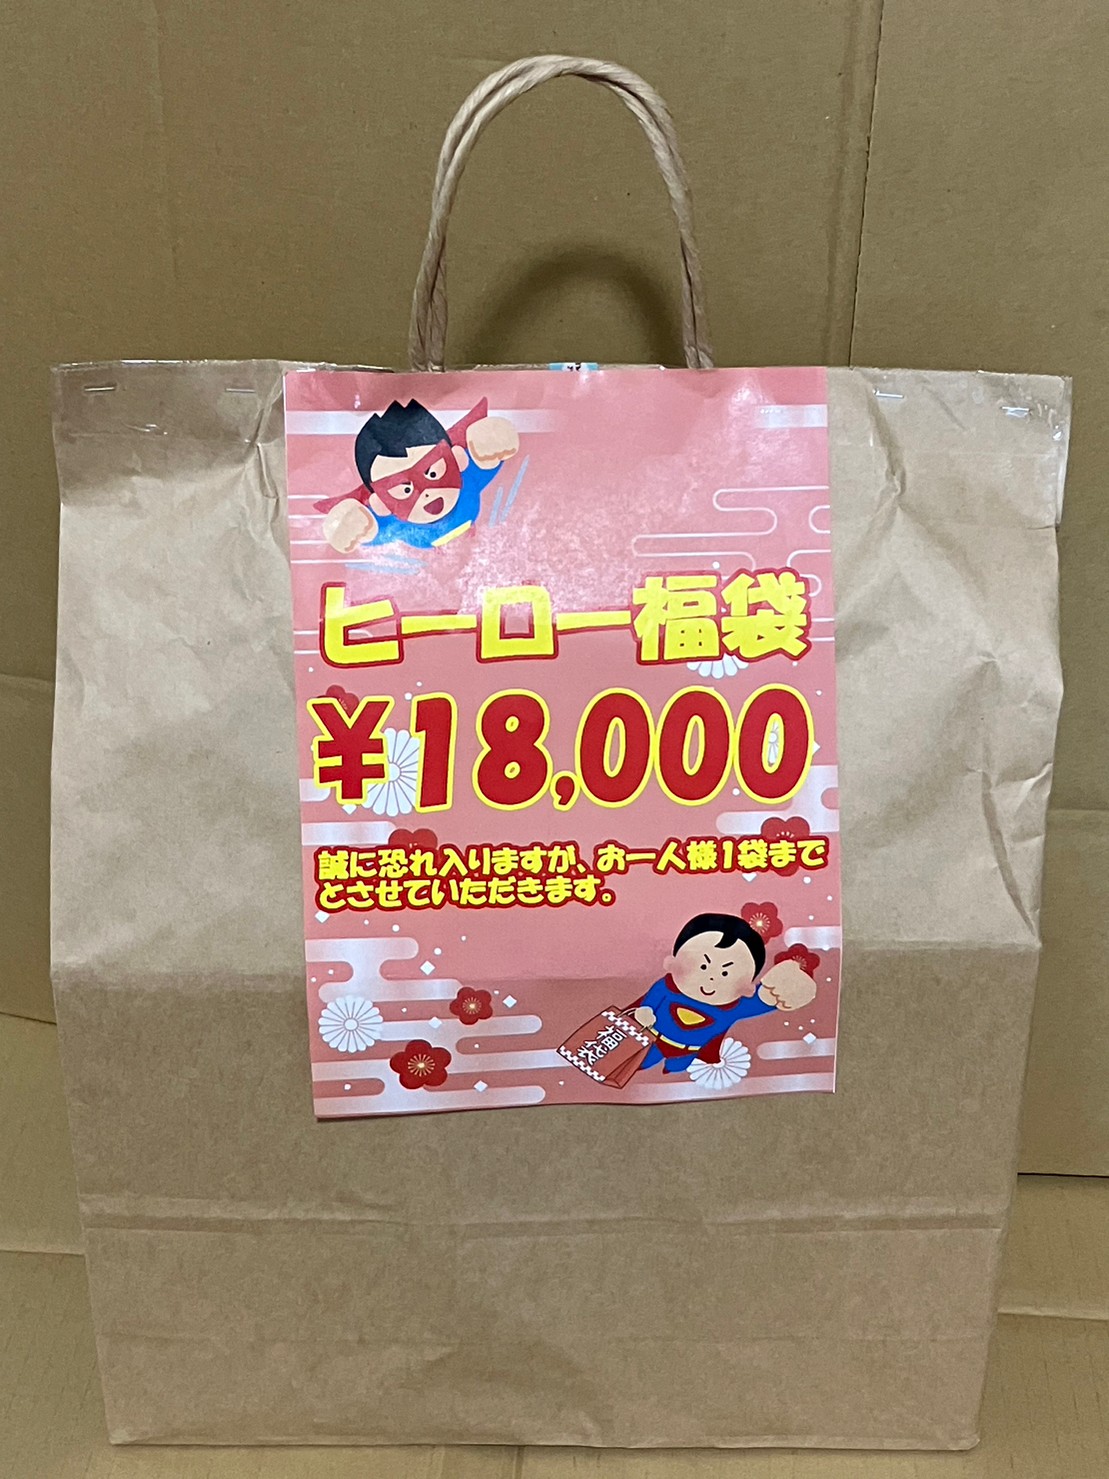 ヒーロー福袋
¥18,000
誠に恐れ入りますが、お一人様1袋まで
とさせていただきます。
福袋